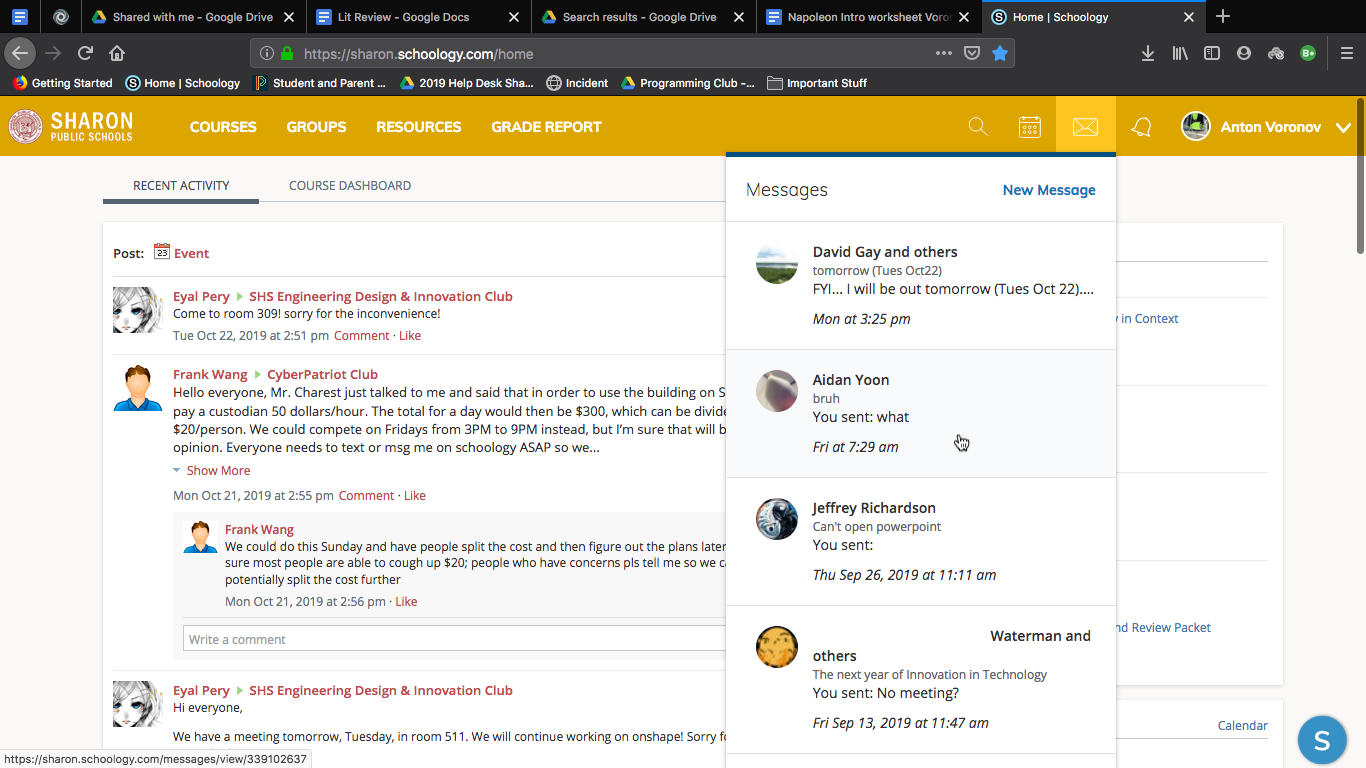 Shared with me - Google Drive
Lit Review - Google Docs
Search results - Google Drive
Napoleon Intro worksheet Voro
Home | Schoology
https://sharon.schoology.com/home
Getting Started
Home | Schoology
Student and Parent ...
2019 Help Desk Sha...
Incident
Programming Club -...
Important Stuff
SHARON
PUBLIC SCHOOLS
COURSES
GROUPS
RESOURCES
GRADE REPORT
Anton Voronov
RECENT ACTIVITY
COURSE DASHBOARD
Post: 23 Event
Eyal Pery SHS Engineering Design & Innovation Club
Come to room 309! sorry for the inconvenience!
Tue Oct 22, 2019 at 2:51 pm Comment · Like
Frank Wang CyberPatriot Club
Hello everyone, Mr. Charest just talked to me and said that in order to use the building on S
pay a custodian 50 dollars/hour. The total for a day would then be $300, which can be divide
$20/person. We could compete on Fridays from 3PM to 9PM instead, but I'm sure that will b
opinion. Everyone needs to text or msg me on schoology ASAP so we...
Show More
Mon Oct 21, 2019 at 2:55 pm Comment · Like
Frank Wang
We could do this Sunday and have people split the cost and then figure out the plans later
sure most people are able to cough up $20; people who have concerns pls tell me so we ca
potentially split the cost further
Mon Oct 21, 2019 at 2:56 pm · Like
Write a comment
Eyal Pery SHS Engineering Design & Innovation Club
Hi everyone,
We have a meeting tomorrow, Tuesday, in room 511. We will continue working on onshape! Sorry fo
https://sharon.schoology.com/messages/view/339102637
Messages
New Message
David Gay and others
tomorrow (Tues Oct22)
FYI... I will be out tomorrow (Tues Oct 22)....
Mon at 3:25 pm
Aidan Yoon
bruh
You sent: what
Fri at 7:29 am
Jeffrey Richardson
Can't open powerpoint
You sent:
Thu Sep 26, 2019 at 11:11 am
Waterman and
others
The next year of Innovation in Technology
You sent: No meeting?
Fri Sep 13, 2019 at 11:47 am
y in Context
nd Review Packet
Calendar
S